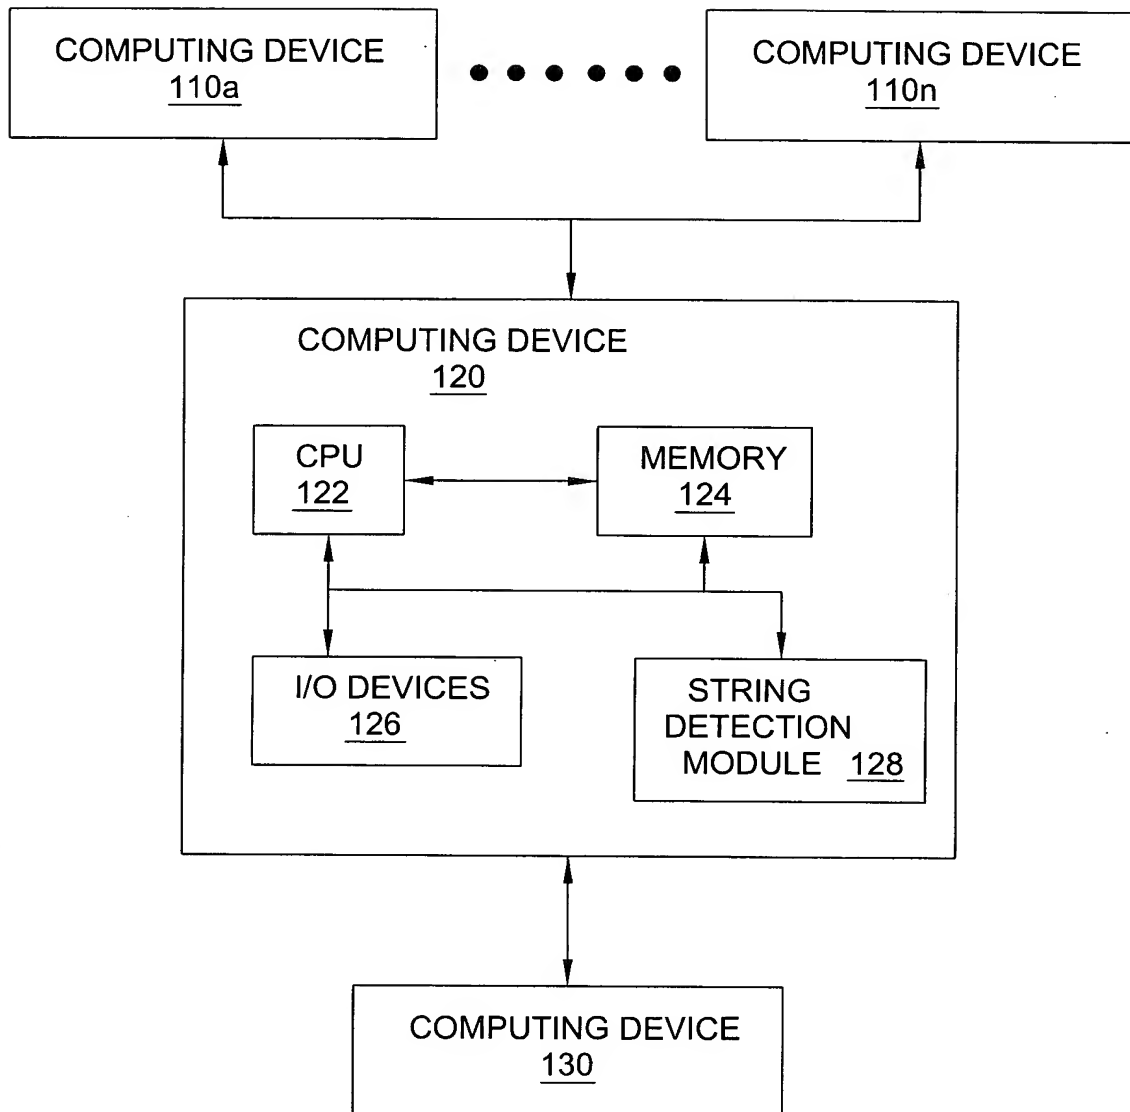 COMPUTING DEVICE
110a
COMPUTING DEVICE
110n
COMPUTING DEVICE
120
CPU
122
MEMORY
124
I/O DEVICES
126
STRING
DETECTION
MODULE 128
COMPUTING DEVICE
130